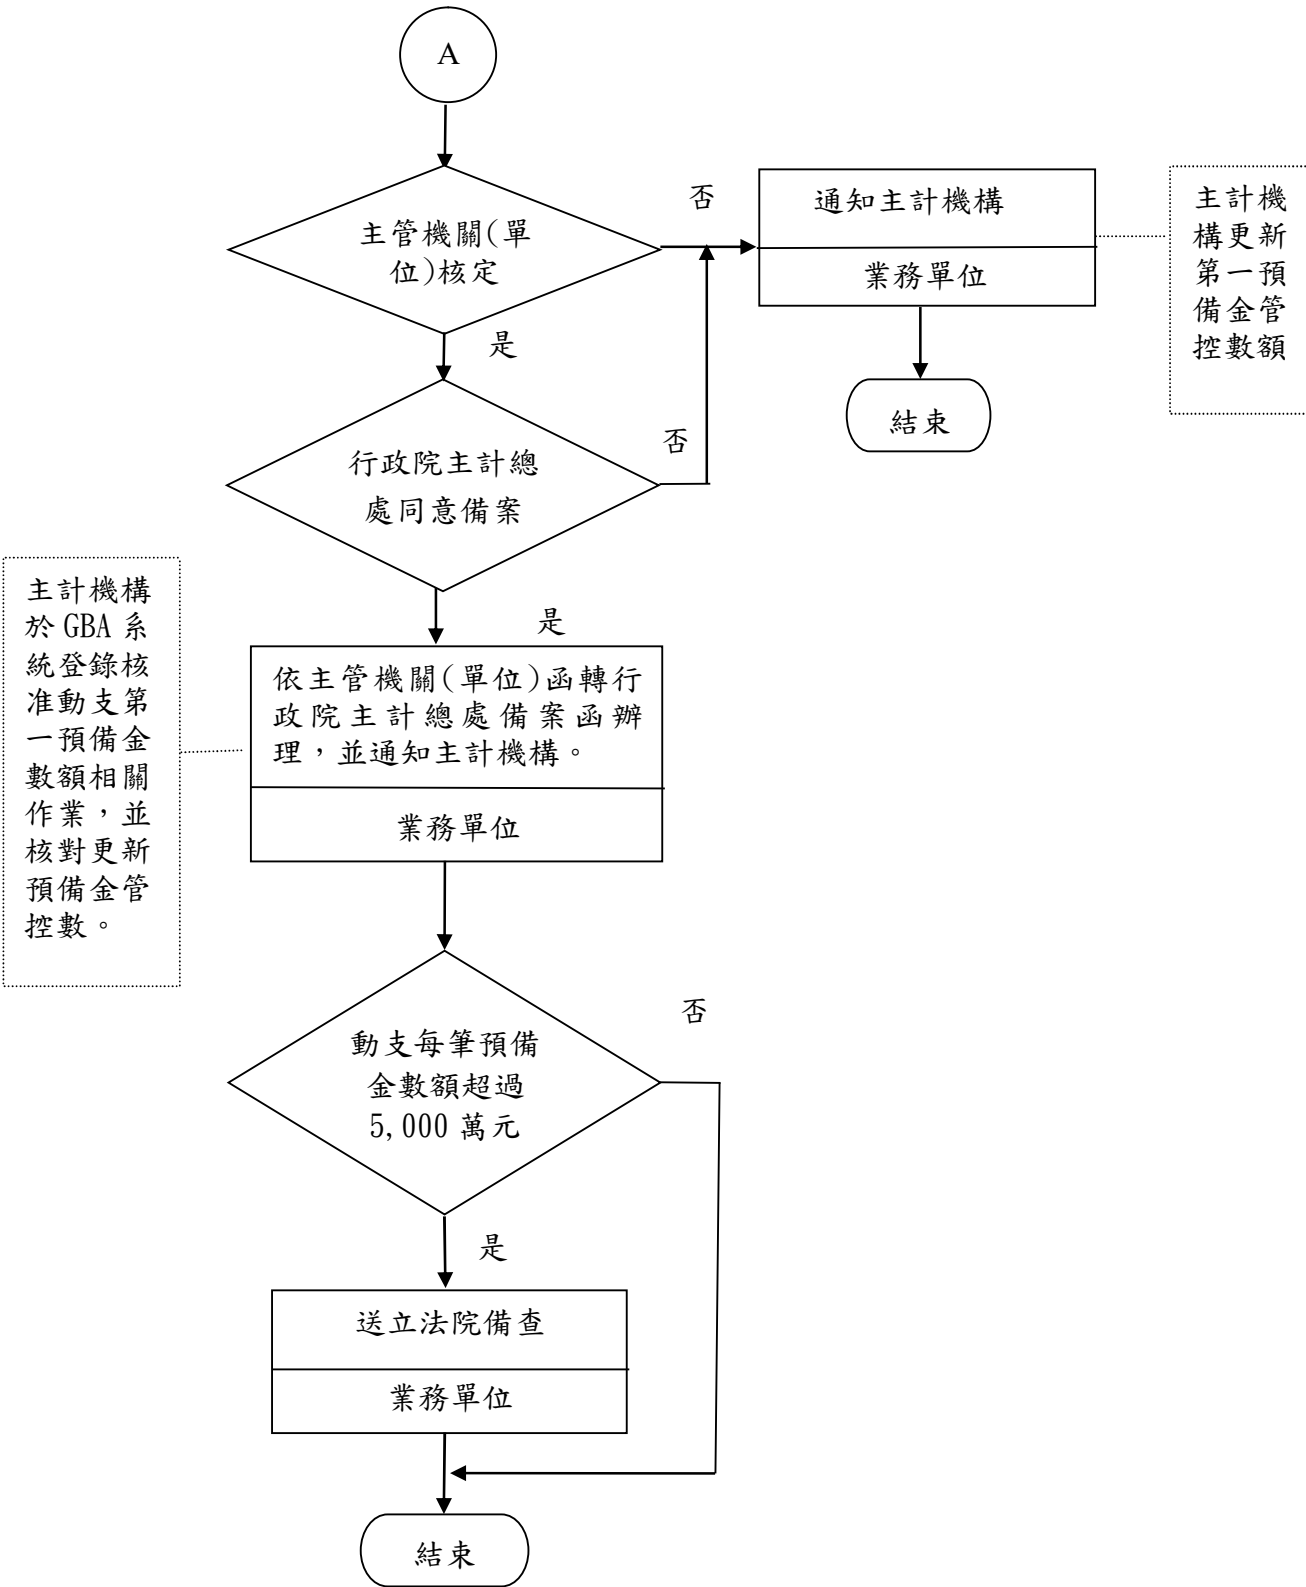 A
主管機關(單
位)核定
否
通知主計機構
業務單位
主計機
構更新
第一預
備金管
控數額
是
結束
行政院主計總
處同意備案
否
是
主計機構
於 GBA 系
統登錄核
准動支第
一預備金
數額相關
作業，並
核對更新
預備金管
控數。
依主管機關(單位)函轉行
政院主計總處備案函辦
理，並通知主計機構。
業務單位
動支每筆預備
金數額超過
5,000 萬元
否
是
送立法院備查
業務單位
結束